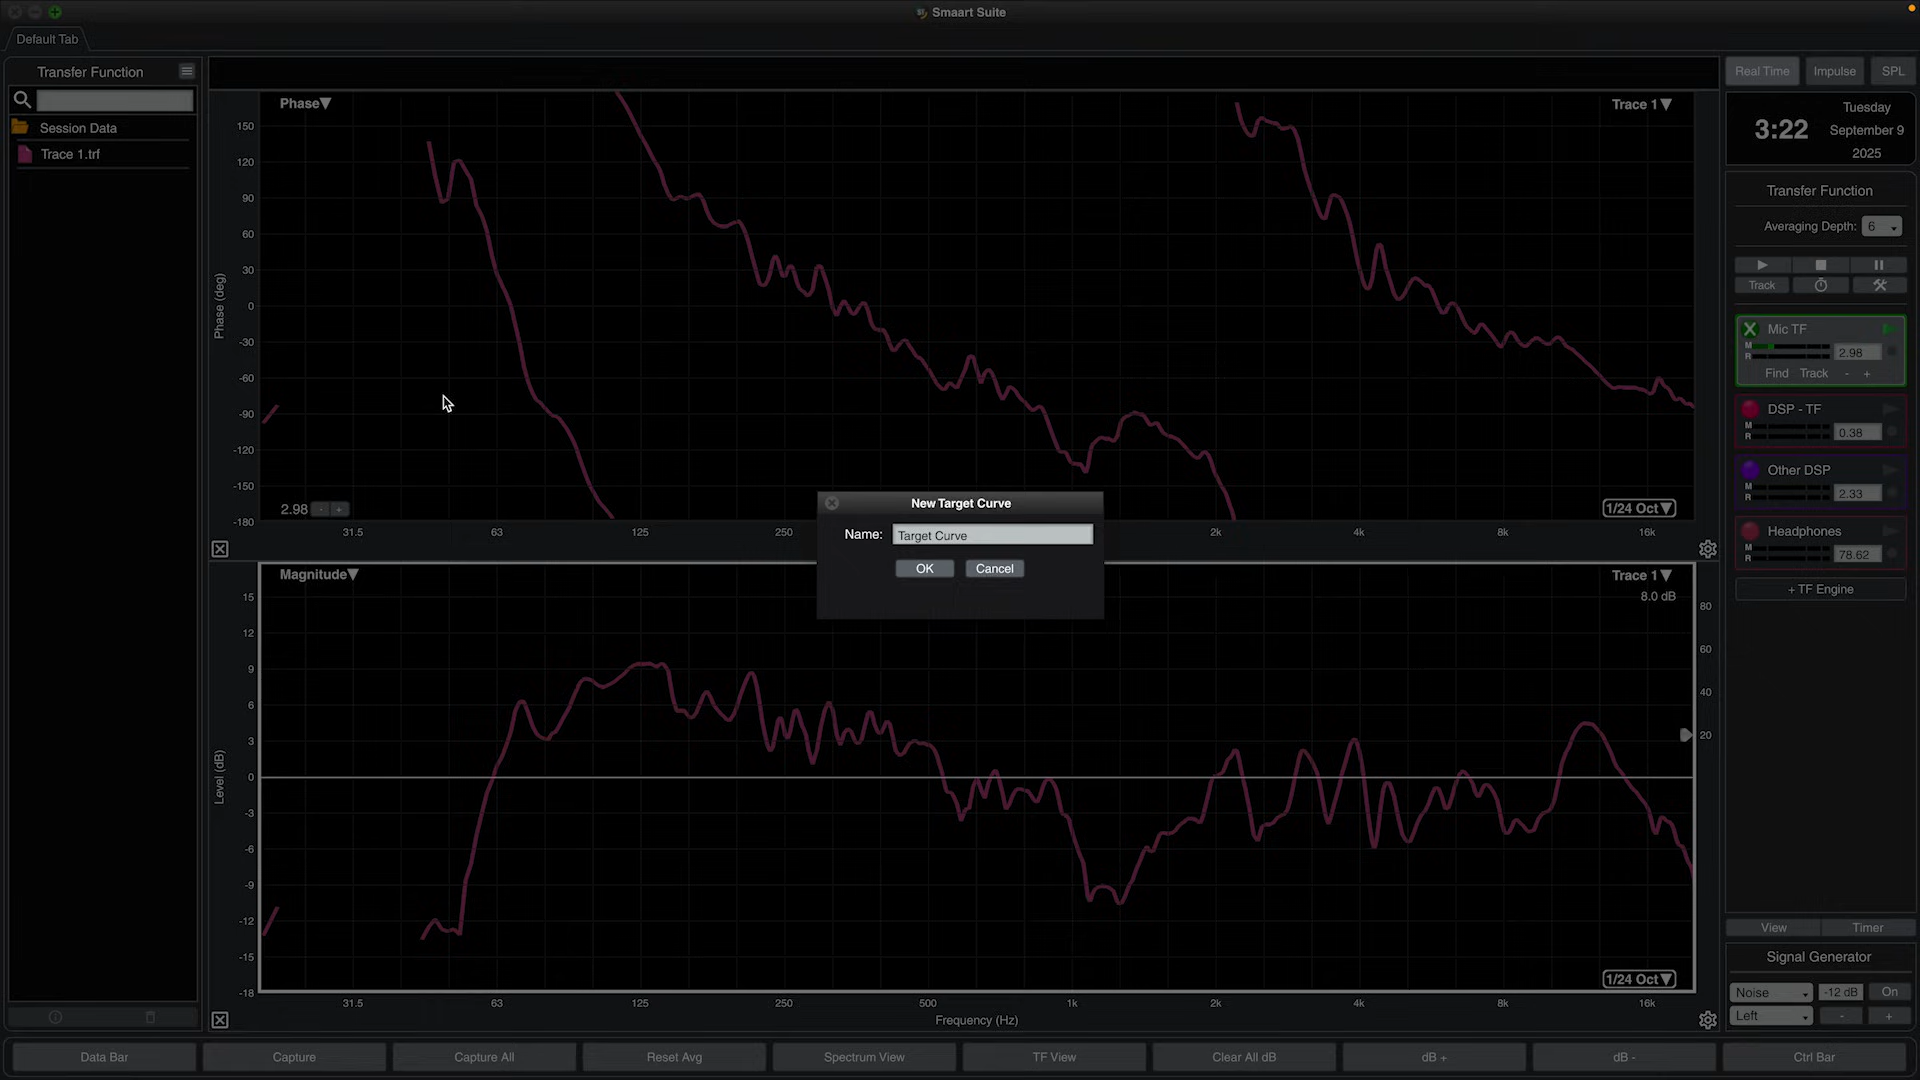 Smaart Suite
Default Tab
Transfer Function
Session Data
Trace 1.trf
Phase▼
Trace 1▼
150
120
90
60
30
0
-30
-60
-90
-120
-150
-180
Phase (deg)
2.98 - +
1/24 Oct▼
31.5 63 125 250 2k 4k 8k 16k
New Target Curve
Name: Target Curve
OK Cancel
Magnitude▼
Trace 1▼
8.0 dB
15
12
9
6
3
0
-3
-6
-9
-12
-15
-18
Level (dB)
80
60
40
20
1/24 Oct▼
31.5 63 125 250 500 1k 2k 4k 8k 16k
Frequency (Hz)
Real Time Impulse SPL
3:22
Tuesday
September 9
2025
Transfer Function
Averaging Depth: 6
Track
Mic TF
M
R
2.98
Find Track - +
DSP - TF
M
R
0.38
Other DSP
M
R
2.33
Headphones
M
R
78.62
+ TF Engine
View Timer
Signal Generator
Noise -12 dB On
Left - +
Data Bar Capture Capture All Reset Avg Spectrum View TF View Clear All dB dB + dB - Ctrl Bar